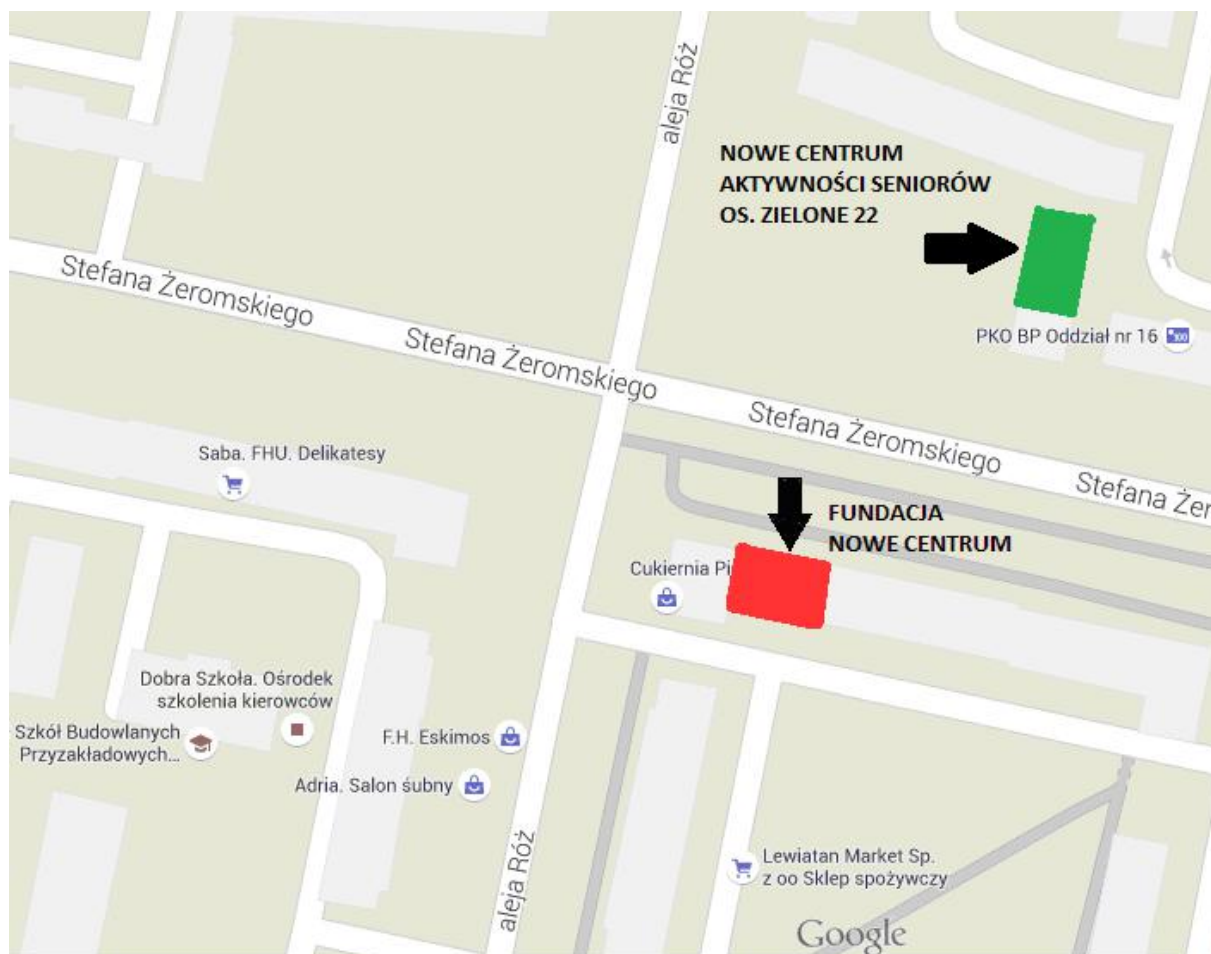 aleja Róż
NOWE CENTRUM
AKTYWNOŚCI SENIORÓW
OS. ZIELONE 22
Stefana Żeromskiego
Stefana Żeromskiego
PKO BP Oddział nr 16
Stefana Żeromskiego
Stefana Żer
Saba. FHU. Delikatesy
FUNDACJA
NOWE CENTRUM
Cukiernia Pi
Dobra Szkoła. Ośrodek
szkolenia kierowców
Szkół Budowlanych
Przyzakładowych...
F.H. Eskimos
Adria. Salon śubny
aleja Róż
Lewiatan Market Sp.
z oo Sklep spożywczy
Google